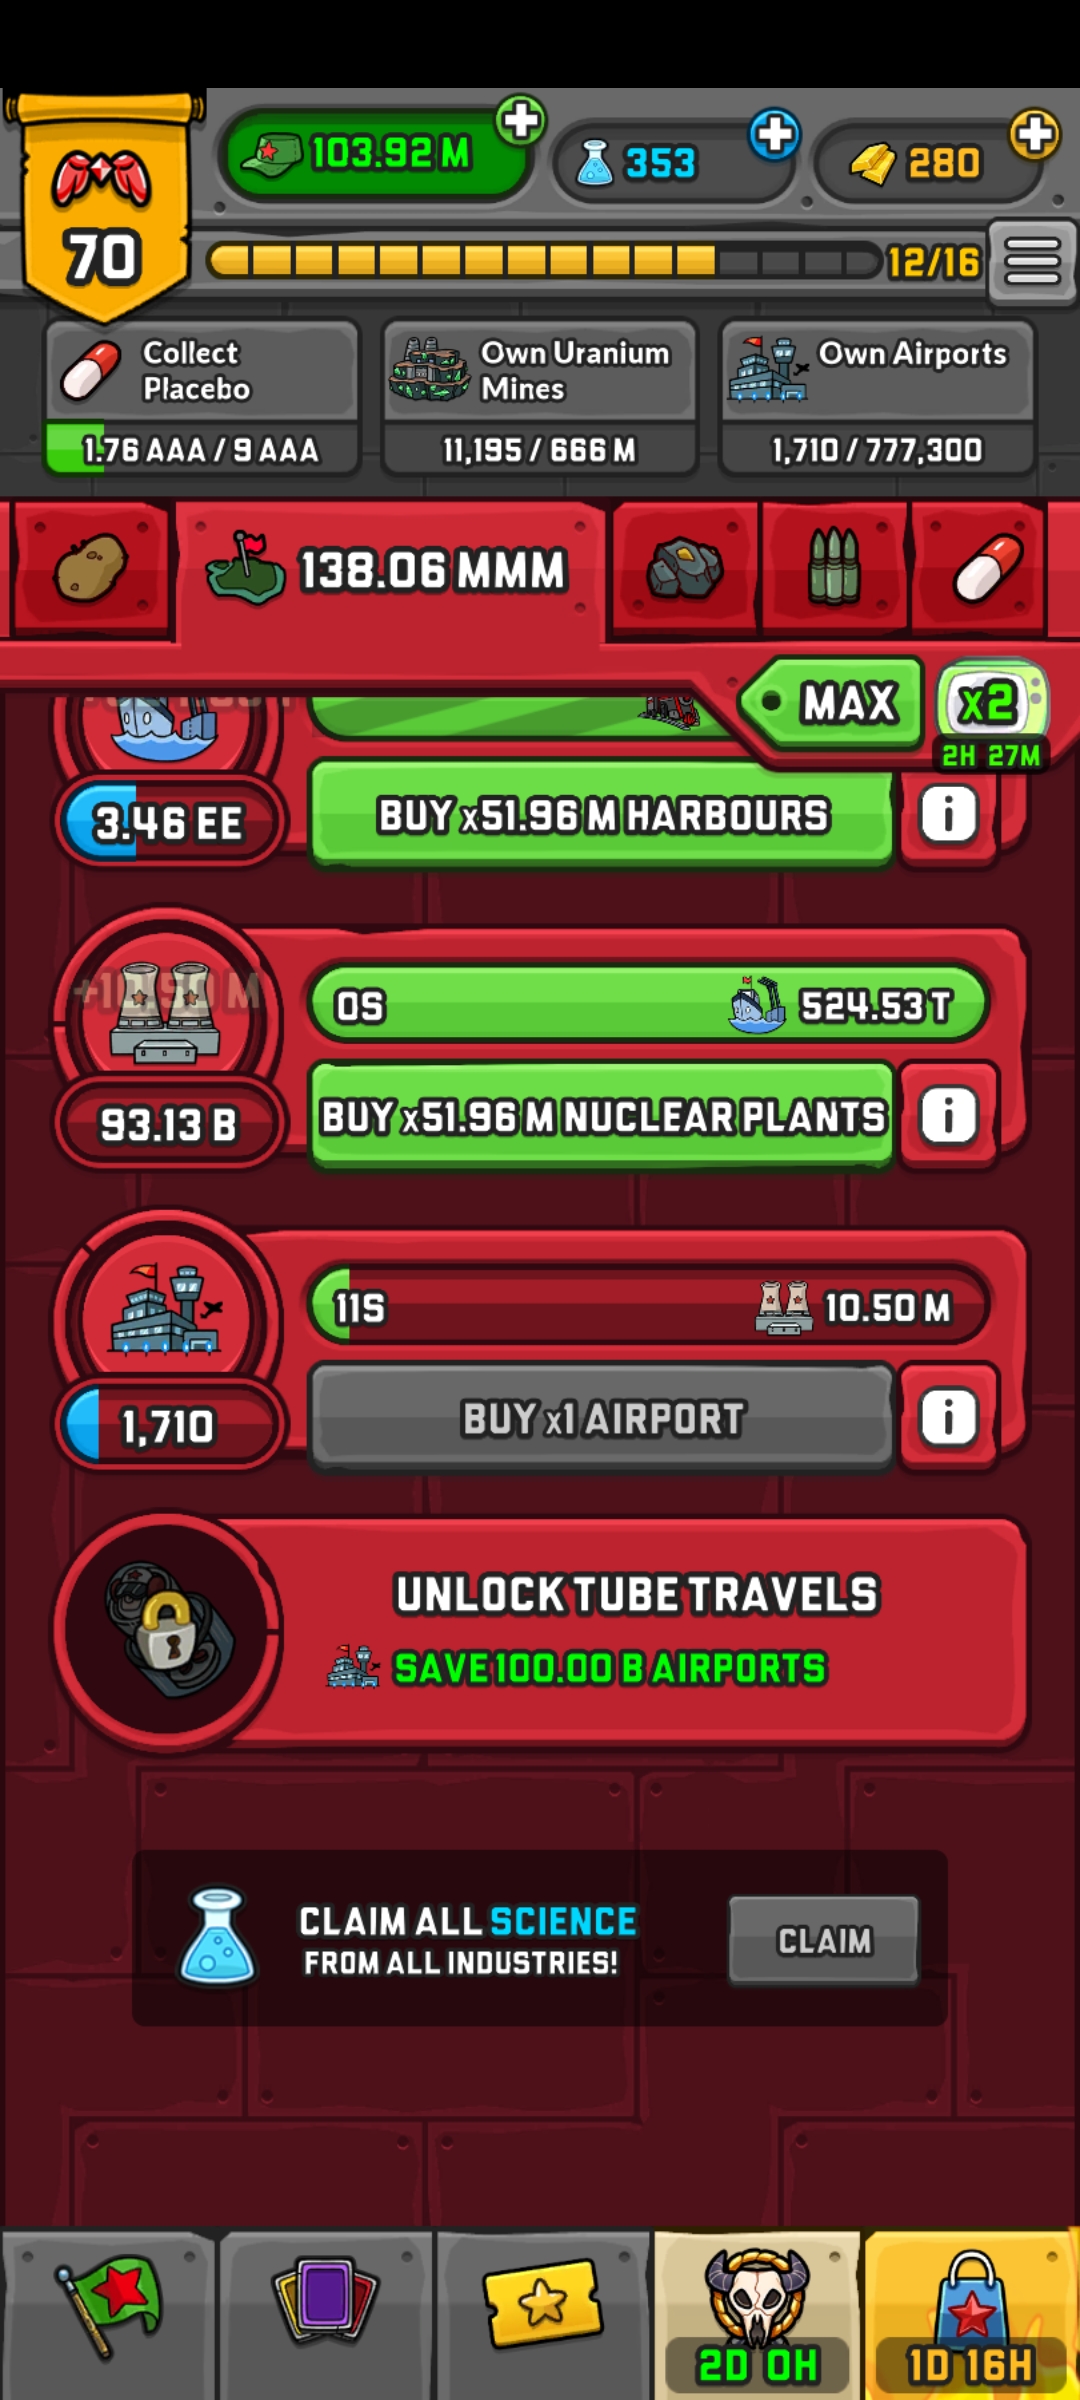 70
103.92 M
353
280
12/16
Collect
Placebo
1.76 AAA / 9 AAA
Own Uranium
Mines
11,195 / 666 M
Own Airports
1,710 / 777,300
138.06 MMM
MAX
x2
2H 27M
3.46 EE
BUY x51.96 M HARBOURS
i
+10.50 M
0S
524.53 T
93.13 B
BUY x51.96 M NUCLEAR PLANTS
i
11S
10.50 M
1,710
BUY x1 AIRPORT
i
UNLOCK TUBE TRAVELS
SAVE 100.00 B AIRPORTS
CLAIM ALL SCIENCE
FROM ALL INDUSTRIES!
CLAIM
2D 0H
1D 16H